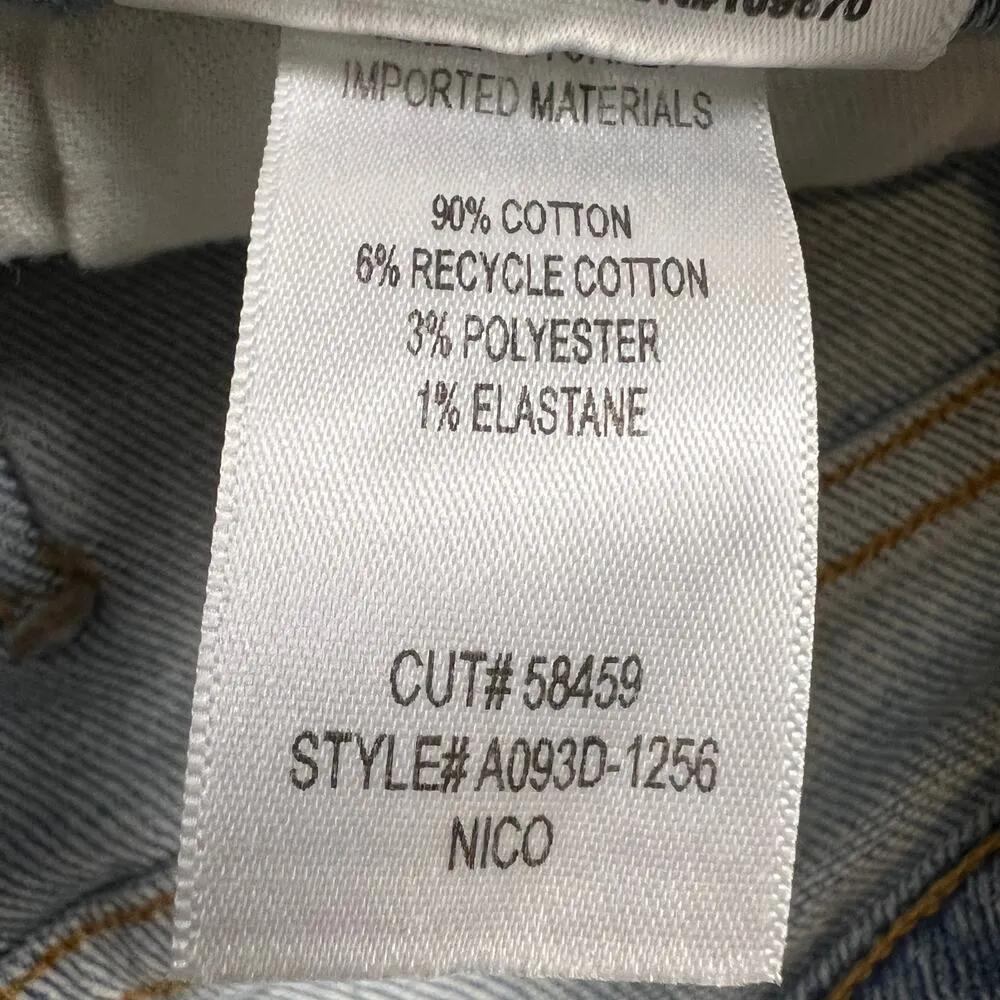 IMPORTED MATERIALS
90% COTTON
6% RECYCLE COTTON
3% POLYESTER
1% ELASTANE
CUT# 58459
STYLE# A093D-1256
NICO